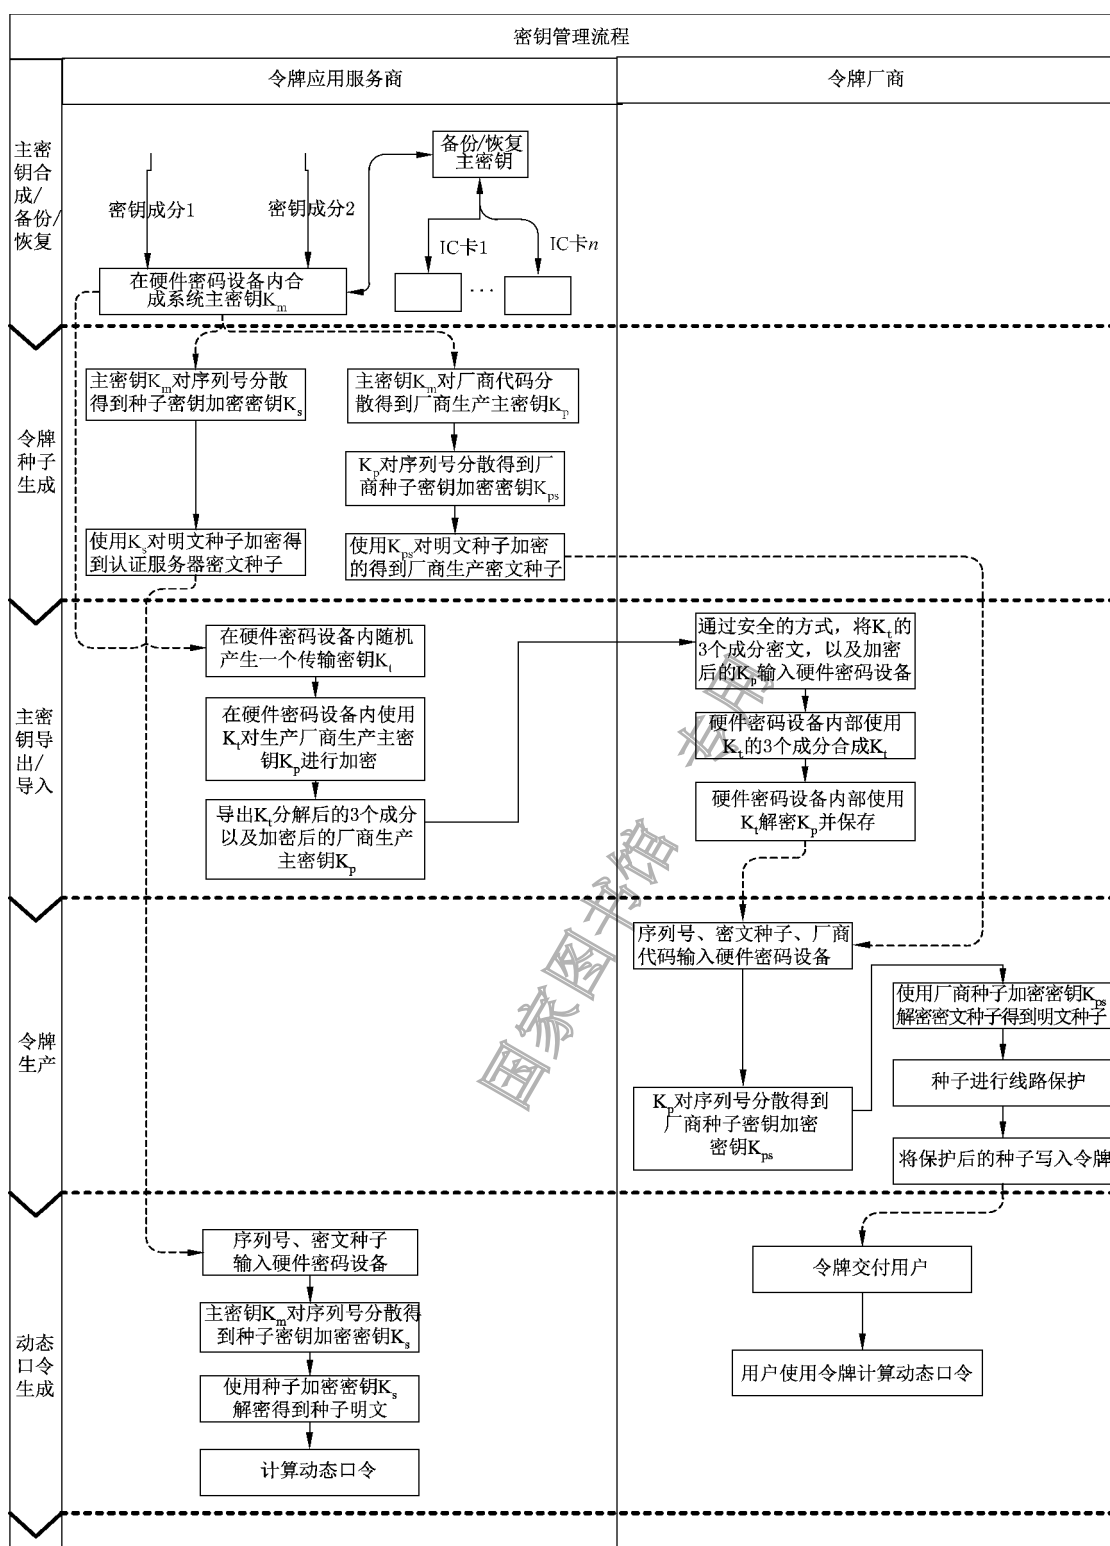 密钥管理流程
令牌应用服务商
令牌厂商
主密
钥合
成/
备份/
恢复
备份/恢复
主密钥
密钥成分1
密钥成分2
IC卡1
IC卡n
...
在硬件密码设备内合
成系统主密钥Km
令牌
种子
生成
主密钥Km对序列号分散
得到种子密钥加密密钥Ks
主密钥Km对厂商代码分
散得到厂商生产主密钥Kp
Kp对序列号分散得到厂
商种子密钥加密密钥Kps
使用Ks对明文种子加密得
到认证服务器密文种子
使用Kps对明文种子加密
的得到厂商生产密文种子
主密
钥导
出/
导入
在硬件密码设备内随机
产生一个传输密钥Kt
在硬件密码设备内使用
Kt对生产厂商生产主密
钥Kp进行加密
导出Kt分解后的3个成分
以及加密后的厂商生产
主密钥Kp
通过安全的方式，将Kt的
3个成分密文，以及加密
后的Kp输入硬件密码设备
硬件密码设备内部使用
Kt的3个成分合成Kt
硬件密码设备内部使用
Kt解密Kp并保存
令牌
生产
序列号、密文种子、厂商
代码输入硬件密码设备
Kp对序列号分散得到
厂商种子密钥加密
密钥Kps
使用厂商种子加密密钥Kps
解密密文种子得到明文种子
种子进行线路保护
将保护后的种子写入令牌
动态
口令
生成
序列号、密文种子
输入硬件密码设备
主密钥Km对序列号分散得
到种子密钥加密密钥Ks
使用种子加密密钥Ks
解密得到种子明文
计算动态口令
令牌交付用户
用户使用令牌计算动态口令
国家图书馆 专用